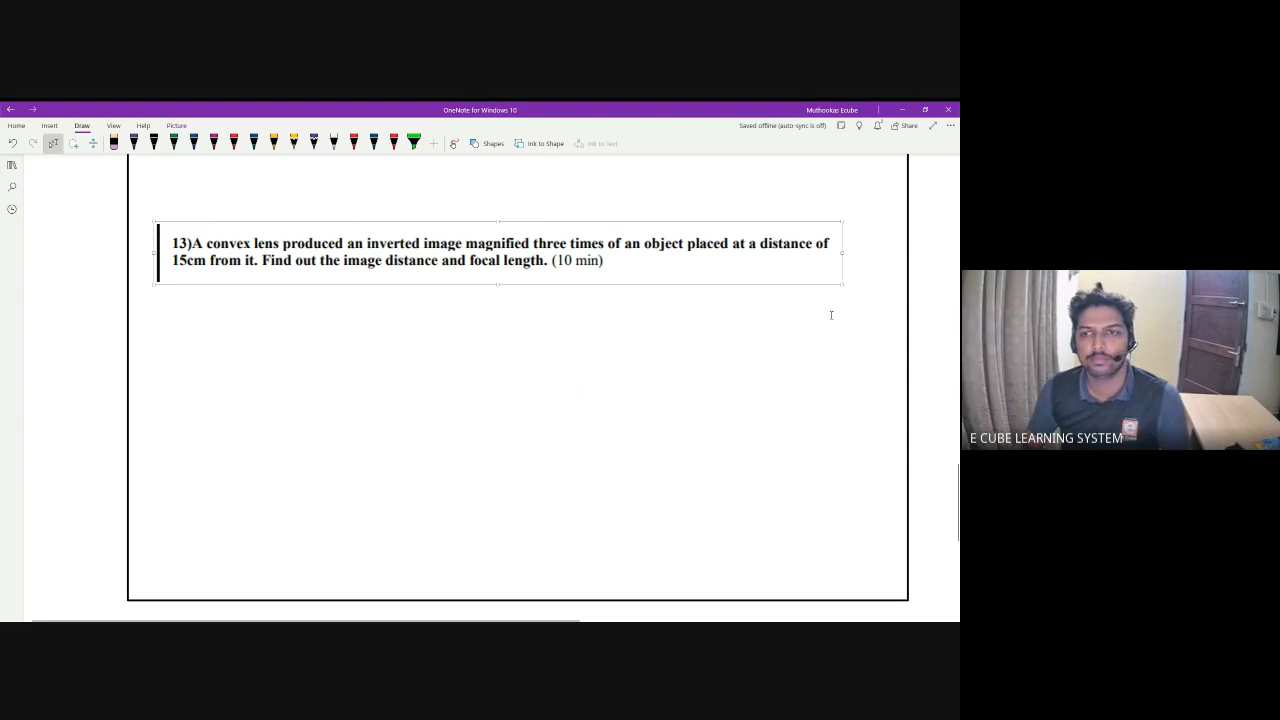 OneNote for Windows 10
Muthookas Ecube
Home Insert Draw View Help Picture
Saved offline (auto-sync is off)
Share
Shapes
Ink to Shape
Ink to Text
13)A convex lens produced an inverted image magnified three times of an object placed at a distance of
15cm from it. Find out the image distance and focal length. (10 min)
E CUBE LEARNING SYSTEM